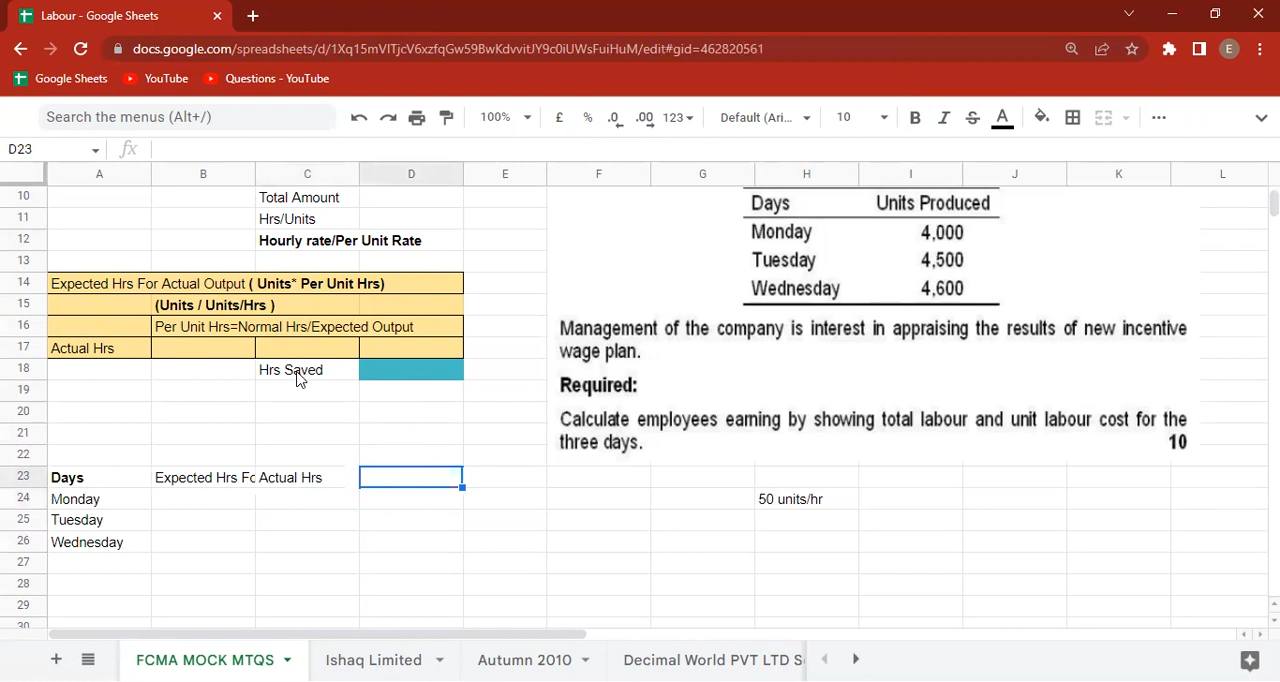 Labour - Google Sheets
docs.google.com/spreadsheets/d/1Xq15mVITjcV6xzfqGw59BwKdvvitJY9c0iUWsFuiHuM/edit#gid=462820561
E
Google Sheets YouTube Questions - YouTube
Search the menus (Alt+/) 100% £ % .0 .00 123 Default (Ari... 10 B I S A
D23 fx
A B C D E F G H I J K L
10 Total Amount
11 Hrs/Units
12 Hourly rate/Per Unit Rate
13
14 Expected Hrs For Actual Output ( Units* Per Unit Hrs)
15 (Units / Units/Hrs )
16 Per Unit Hrs=Normal Hrs/Expected Output
17 Actual Hrs
18 Hrs Saved
19
20
21
22
23 Days Expected Hrs Fo Actual Hrs
24 Monday 50 units/hr
25 Tuesday
26 Wednesday
27
28
29
30
Days Units Produced
Monday 4,000
Tuesday 4,500
Wednesday 4,600
Management of the company is interest in appraising the results of new incentive
wage plan.
Required:
Calculate employees earning by showing total labour and unit labour cost for the
three days. 10
FCMA MOCK MTQS Ishaq Limited Autumn 2010 Decimal World PVT LTD S